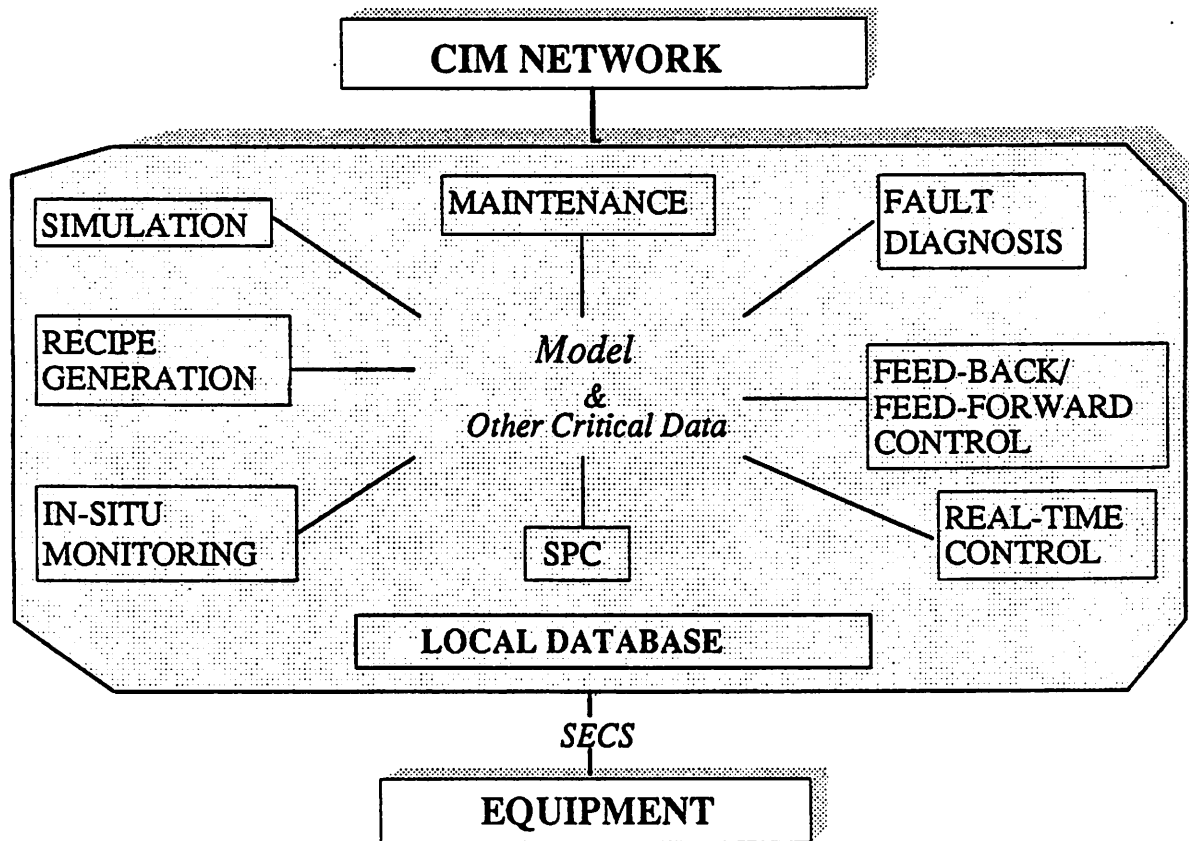 CIM NETWORK
MAINTENANCE
FAULT
DIAGNOSIS
SIMULATION
RECIPE
GENERATION
Model
&
Other Critical Data
FEED-BACK/
FEED-FORWARD
CONTROL
IN-SITU
MONITORING
SPC
REAL-TIME
CONTROL
LOCAL DATABASE
SECS
EQUIPMENT